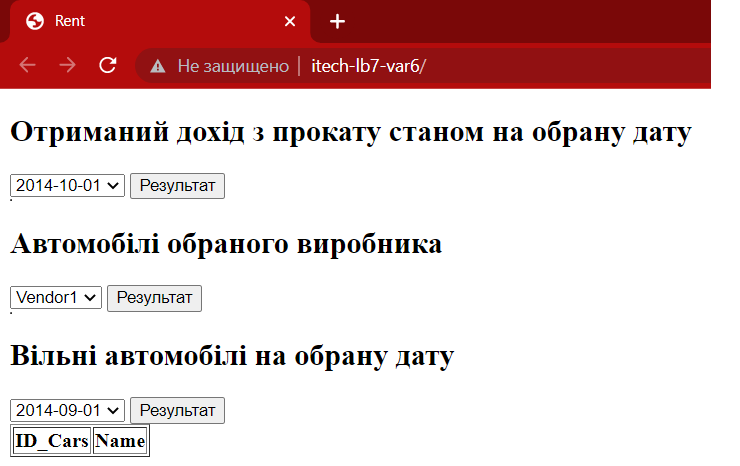 Rent
Не защищено | itech-lb7-var6/
Отриманий дохід з прокату станом на обрану дату
2014-10-01 Результат
Автомобілі обраного виробника
Vendor1 Результат
Вільні автомобілі на обрану дату
2014-09-01 Результат
ID_Cars Name